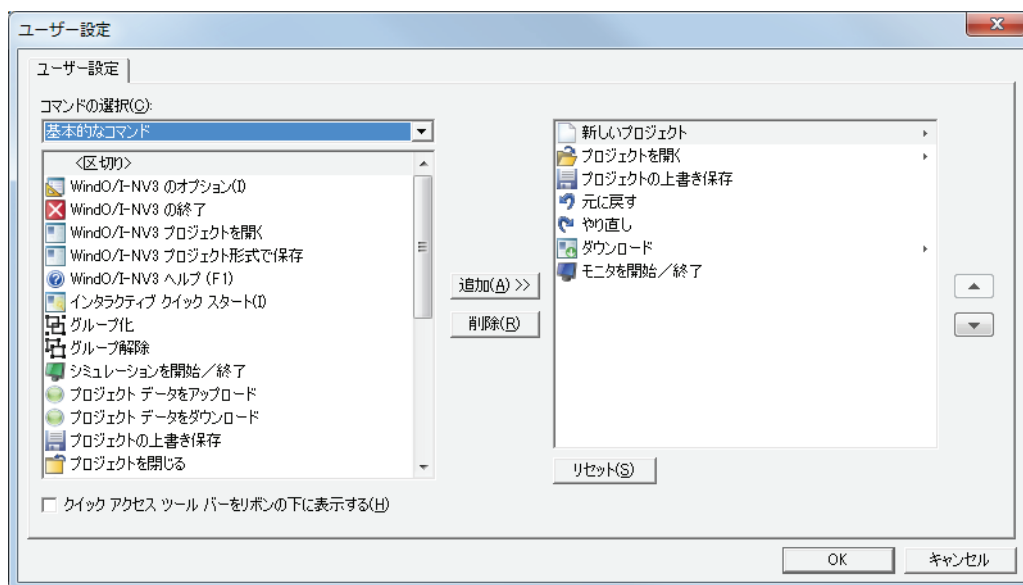 ユーザー設定
ユーザー設定
コマンドの選択(C):
基本的なコマンド
<区切り>
WindO/I-NV3 のオプション(I)
WindO/I-NV3 の終了
WindO/I-NV3 プロジェクトを開く
WindO/I-NV3 プロジェクト形式で保存
WindO/I-NV3 ヘルプ (F1)
インタラクティブ クイック スタート(I)
グループ化
グループ解除
シミュレーションを開始／終了
プロジェクト データをアップロード
プロジェクト データをダウンロード
プロジェクトの上書き保存
プロジェクトを閉じる
クイック アクセス ツール バーをリボンの下に表示する(H)
追加(A) >>
削除(R)
新しいプロジェクト
プロジェクトを開く
プロジェクトの上書き保存
元に戻す
やり直し
ダウンロード
モニタを開始／終了
リセット(S)
OK
キャンセル